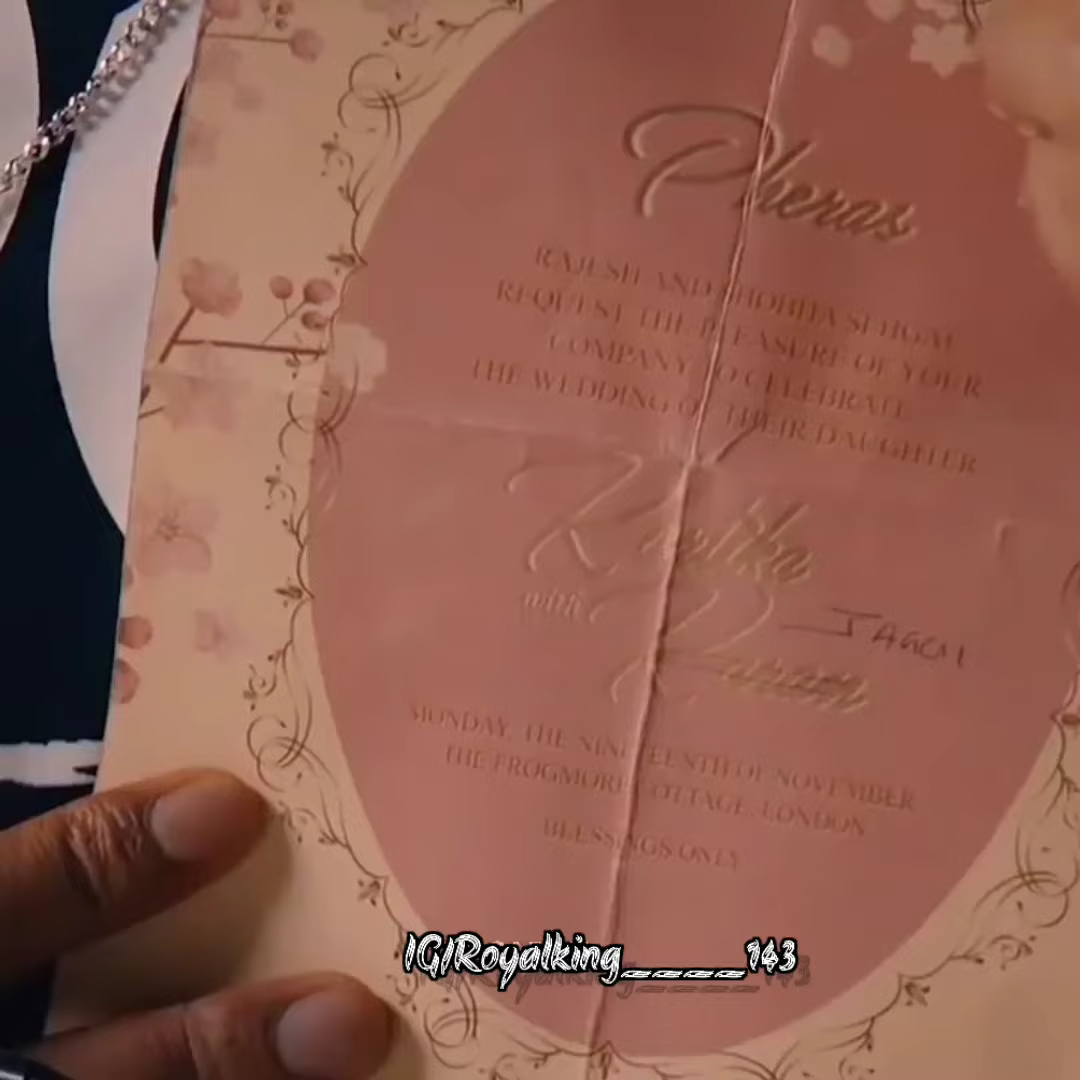 Pheras
RAJESH AND SHOBHA SEHGAL
REQUEST THE PLEASURE OF YOUR
COMPANY TO CELEBRATE
THE WEDDING OF THEIR DAUGHTER
with
MONDAY, THE NINETEENTH OF NOVEMBER
THE FROGMORE COTTAGE, LONDON
BLESSINGS ONLY
IG/Royalking_____143